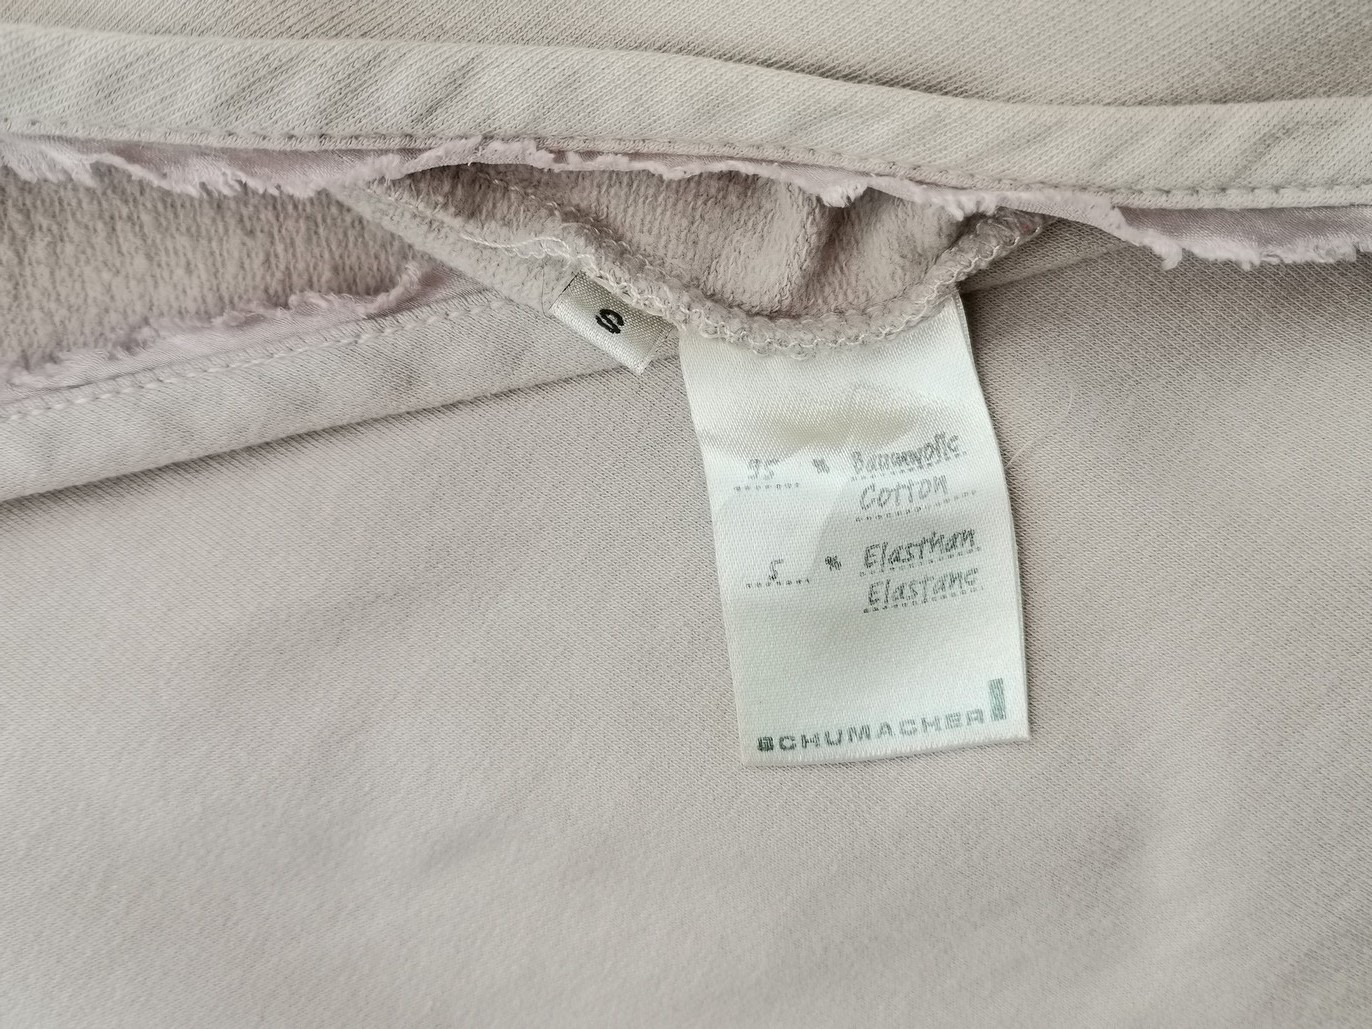 S
95 % Baumwolle
Cotton
5 % Elasthan
Elastane
SCHUMACHER